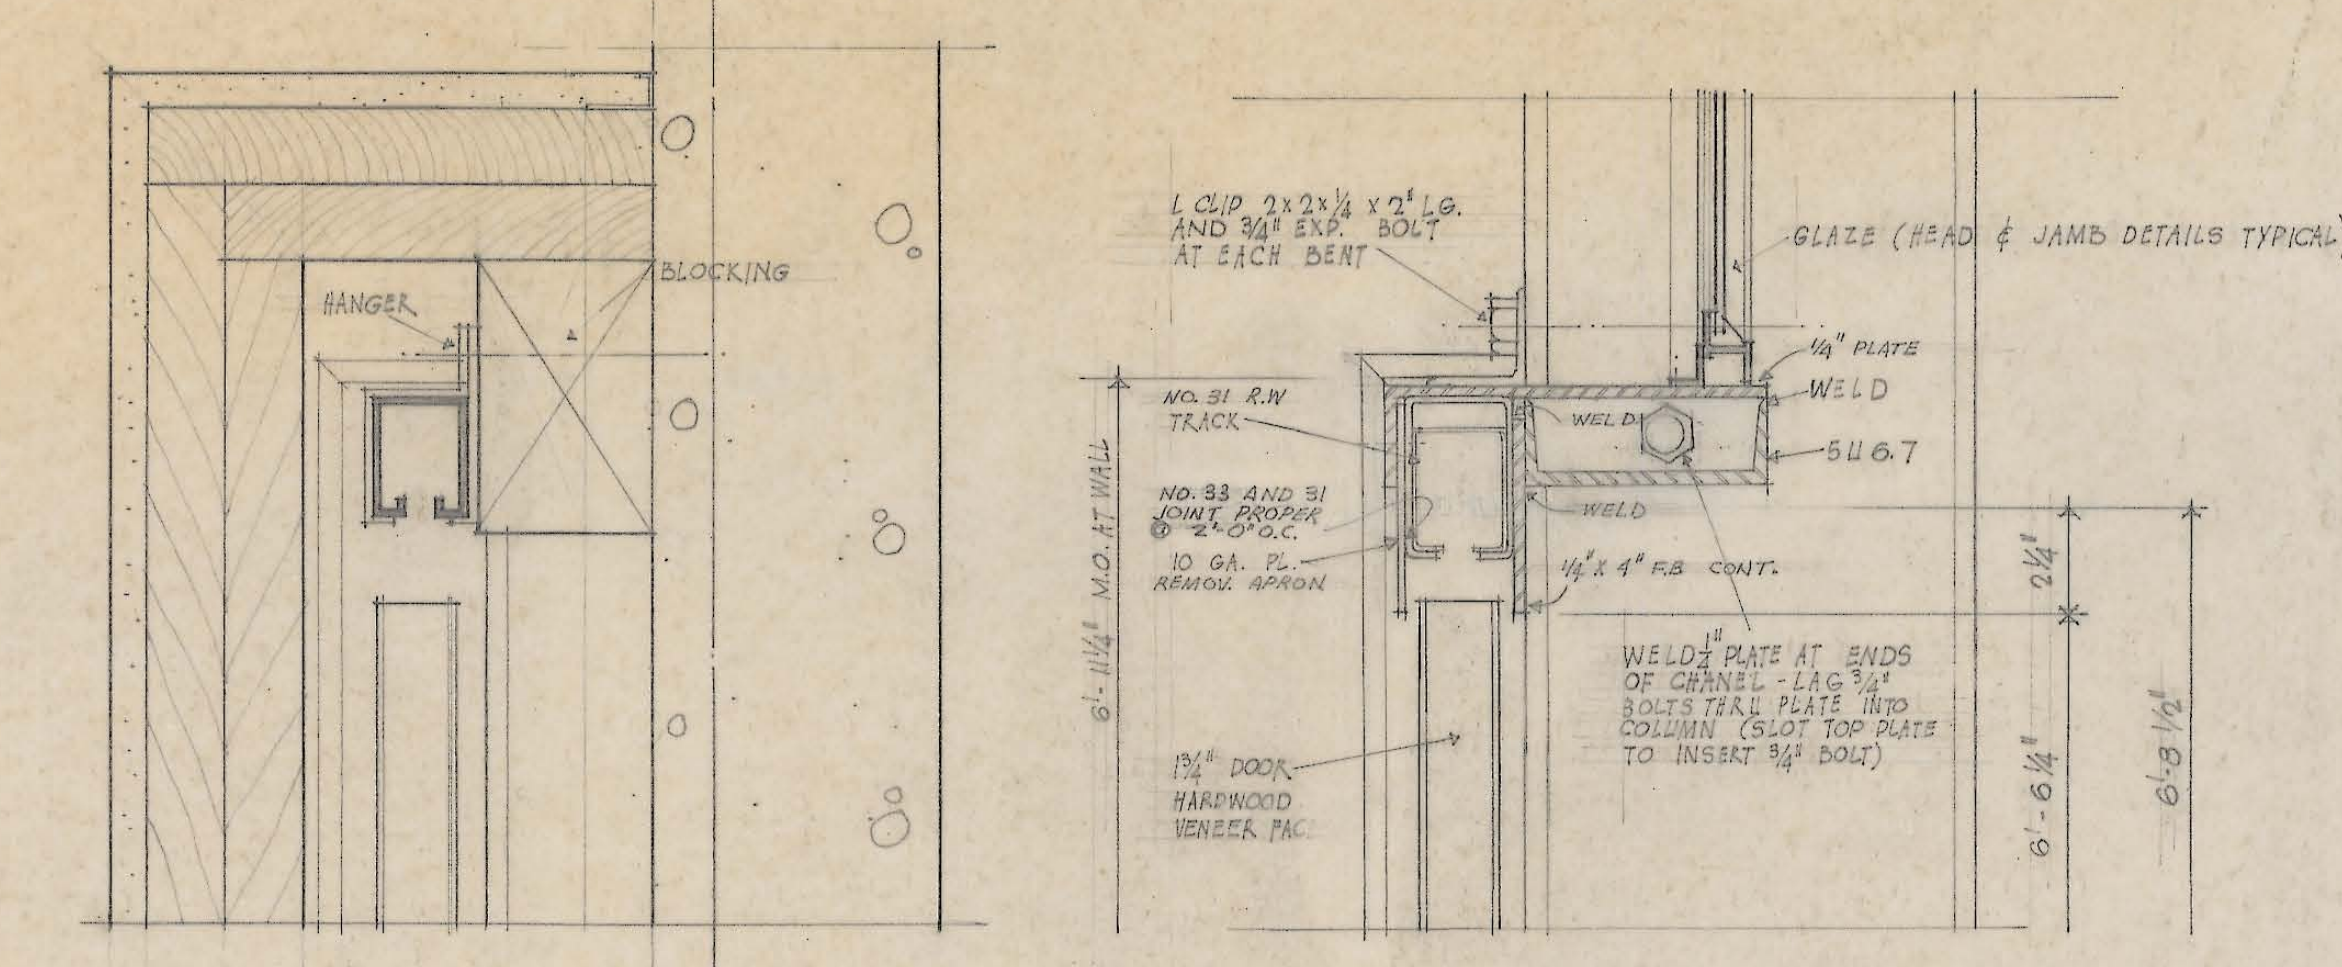 HANGER
BLOCKING
L CLIP 2x2x1/4 x 2" LG.
AND 3/4" EXP. BOLT
AT EACH BENT
GLAZE (HEAD & JAMB DETAILS TYPICAL)
1/4" PLATE
WELD
NO. 31 R.W
TRACK
WELD
5⊔6.7
NO. 33 AND 31
JOINT PROPER
@ 2'-0" O.C.
WELD
10 GA. PL.
REMOV. APRON
1/4" X 4" F.B CONT.
6'-11 1/4" M.O. AT WALL
2 1/4"
WELD 1/4" PLATE AT ENDS
OF CHANEL - LAG 3/4"
BOLTS THRU PLATE INTO
COLUMN (SLOT TOP PLATE
TO INSERT 3/4" BOLT)
6'-6 1/4"
6'-8 1/2"
1 3/4" DOOR
HARDWOOD
VENEER FAC